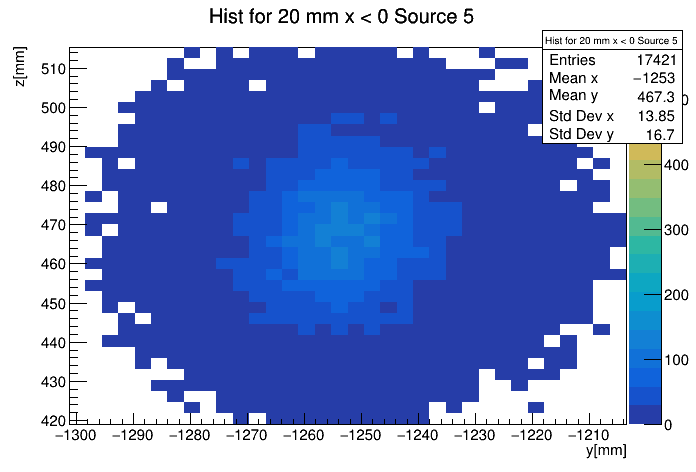 Hist for 20 mm x < 0 Source 5
z[mm]
Hist for 20 mm x < 0 Source 5
Entries 17421
Mean x −1253
Mean y 467.3
Std Dev x 13.85
Std Dev y 16.7
510
500
490
480
470
460
450
440
430
420
0
400
300
200
100
0
−1300 −1290 −1280 −1270 −1260 −1250 −1240 −1230 −1220 −1210
y[mm]